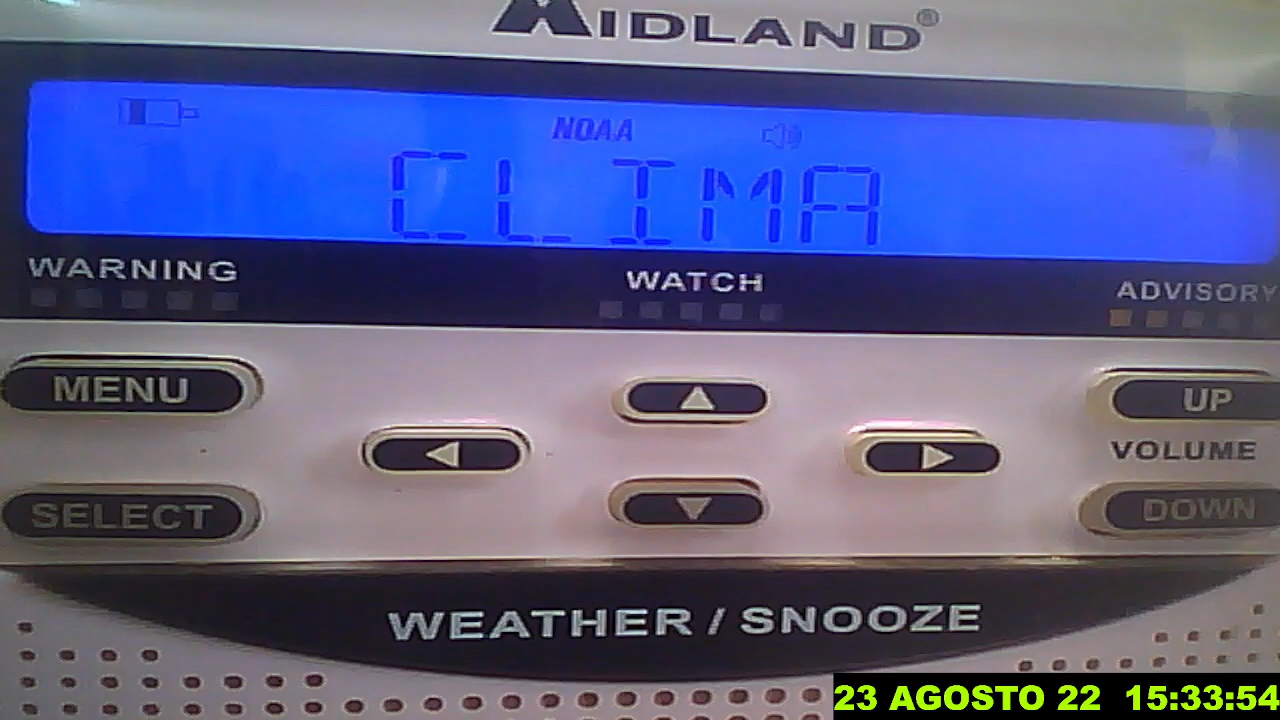 MIDLAND®
NOAA
CLIMA
WARNING
WATCH
ADVISORY
MENU
UP
VOLUME
SELECT
DOWN
WEATHER / SNOOZE
23 AGOSTO 22 15:33:54